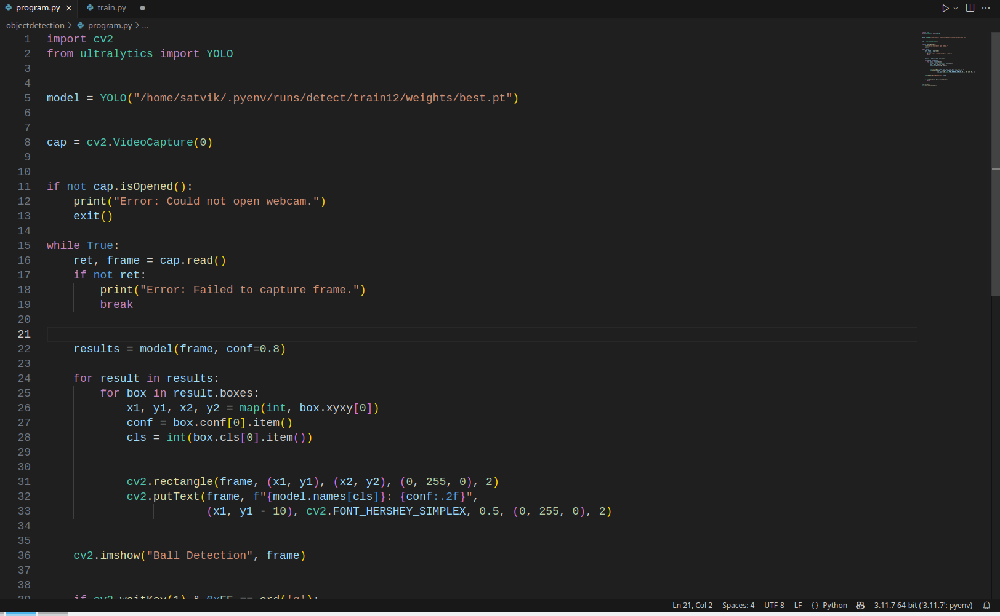 program.py
train.py
objectdetection > program.py > ...
1 import cv2
2 from ultralytics import YOLO
3
4
5 model = YOLO("/home/satvik/.pyenv/runs/detect/train12/weights/best.pt")
6
7
8 cap = cv2.VideoCapture(0)
9
10
11 if not cap.isOpened():
12     print("Error: Could not open webcam.")
13     exit()
14
15 while True:
16     ret, frame = cap.read()
17     if not ret:
18         print("Error: Failed to capture frame.")
19         break
20
21
22     results = model(frame, conf=0.8)
23
24     for result in results:
25         for box in result.boxes:
26             x1, y1, x2, y2 = map(int, box.xyxy[0])
27             conf = box.conf[0].item()
28             cls = int(box.cls[0].item())
29
30
31             cv2.rectangle(frame, (x1, y1), (x2, y2), (0, 255, 0), 2)
32             cv2.putText(frame, f"{model.names[cls]}: {conf:.2f}",
33                         (x1, y1 - 10), cv2.FONT_HERSHEY_SIMPLEX, 0.5, (0, 255, 0), 2)
34
35
36     cv2.imshow("Ball Detection", frame)
37
38
39     if cv2.waitKey(1) & 0xFF == ord('q'):
Ln 21, Col 2 Spaces: 4 UTF-8 LF {} Python 3.11.7 64-bit ('3.11.7': pyenv)